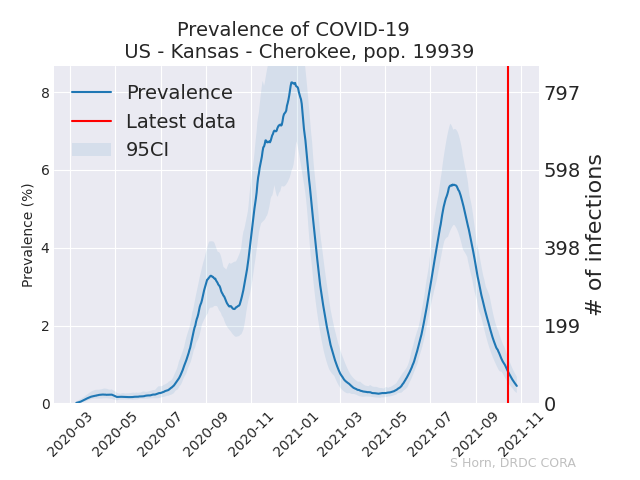 Prevalence of COVID-19
US - Kansas - Cherokee, pop. 19939
Prevalence
Latest data
95CI
Prevalence (%)
8
6
4
2
0
797
598
398
199
0
# of infections
2020-03
2020-05
2020-07
2020-09
2020-11
2021-01
2021-03
2021-05
2021-07
2021-09
2021-11
S Horn, DRDC CORA